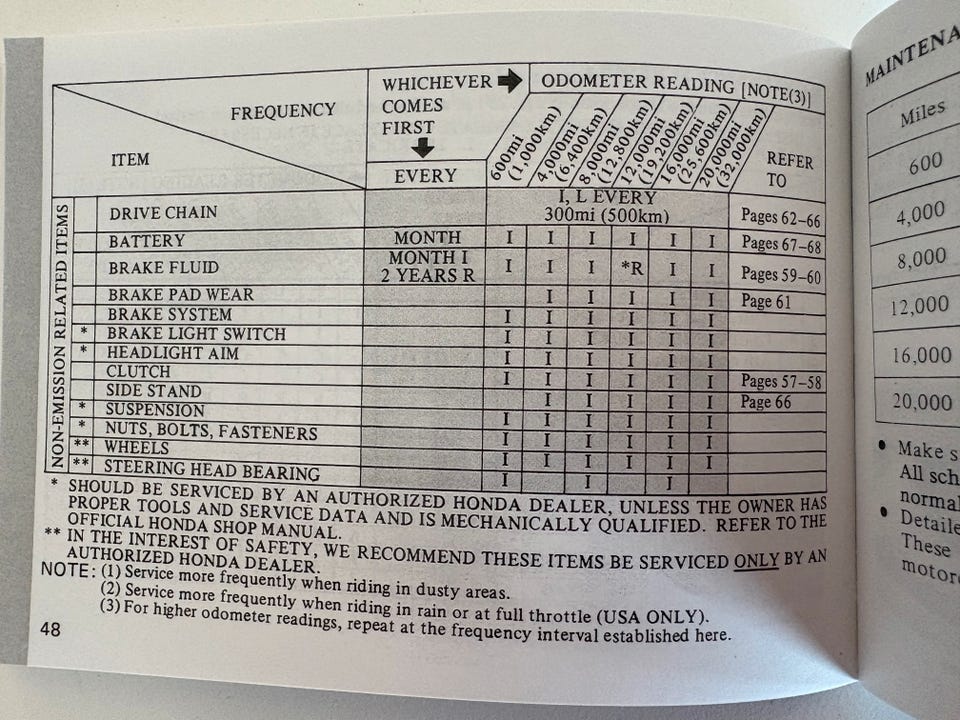 FREQUENCY
ITEM
WHICHEVER ➡
COMES
FIRST
⬇
EVERY
ODOMETER READING [NOTE(3)]
600mi (1,000km)
4,000mi (6,400km)
8,000mi (12,800km)
12,000mi (19,200km)
16,000mi (25,600km)
20,000mi (32,000km)
REFER
TO
NON-EMISSION RELATED ITEMS
DRIVE CHAIN I, L EVERY 300mi (500km) Pages 62–66
BATTERY MONTH I I I I I I Pages 67–68
BRAKE FLUID MONTH I 2 YEARS R I I I *R I I Pages 59–60
BRAKE PAD WEAR I I I I I Page 61
BRAKE SYSTEM I I I I I I
* BRAKE LIGHT SWITCH I I I I I I
* HEADLIGHT AIM I I I I I I
CLUTCH I I I I I I Pages 57–58
SIDE STAND I I I I I Page 66
* SUSPENSION I I I I I I
* NUTS, BOLTS, FASTENERS I I I I I I
** WHEELS I I I I I I
** STEERING HEAD BEARING I I I
* SHOULD BE SERVICED BY AN AUTHORIZED HONDA DEALER, UNLESS THE OWNER HAS
PROPER TOOLS AND SERVICE DATA AND IS MECHANICALLY QUALIFIED. REFER TO THE
OFFICIAL HONDA SHOP MANUAL.
** IN THE INTEREST OF SAFETY, WE RECOMMEND THESE ITEMS BE SERVICED ONLY BY AN
AUTHORIZED HONDA DEALER.
NOTE: (1) Service more frequently when riding in dusty areas.
(2) Service more frequently when riding in rain or at full throttle (USA ONLY).
(3) For higher odometer readings, repeat at the frequency interval established here.
48
MAINTENA
Miles
600
4,000
8,000
12,000
16,000
20,000
• Make s
All sch
normal
• Detaile
These
motorc